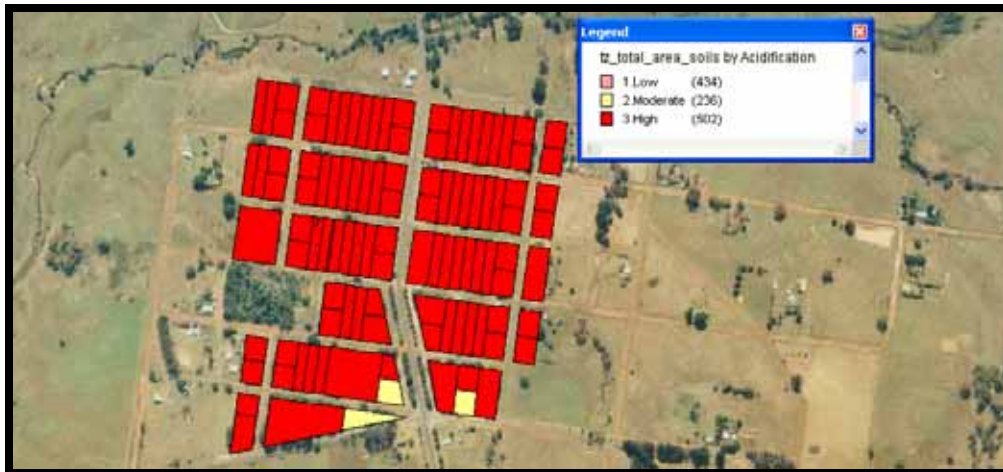 Legend
tz_total_area_soils by Acidification
1.Low (434)
2.Moderate (236)
3.High (502)